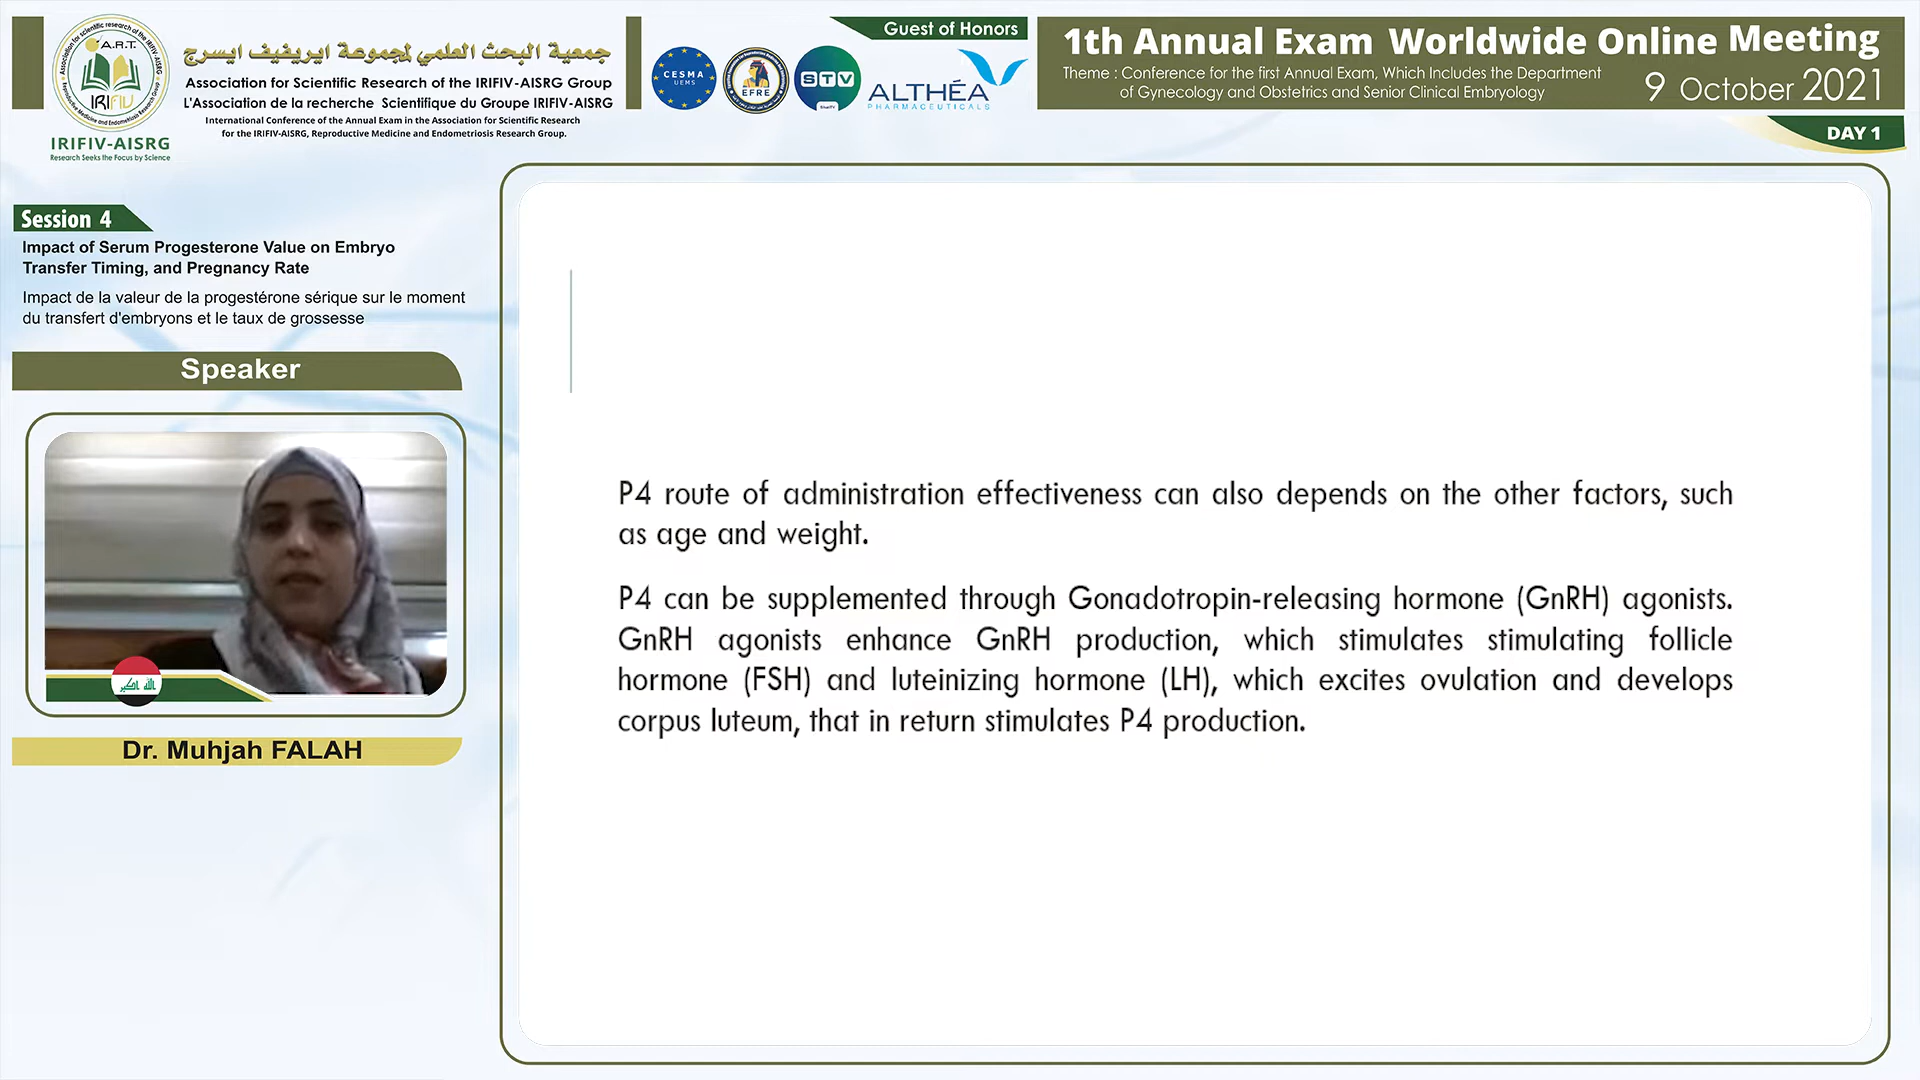 A.R.T.
IRIFIV
IRIFIV-AISRG
Research Seeks the Focus by Science
جمعية البحث العلمي لمجموعة ايريفيف ايسرج
Association for Scientific Research of the IRIFIV-AISRG Group
L'Association de la recherche Scientifique du Groupe IRIFIV-AISRG
International Conference of the Annual Exam in the Association for Scientific Research
for the IRIFIV-AISRG, Reproductive Medicine and Endometriosis Research Group.
Guest of Honors
CESMA
UEMS
EFRE
STV
ALTHÉA
PHARMACEUTICALS
1th Annual Exam Worldwide Online Meeting
Theme : Conference for the first Annual Exam, Which Includes the Department
of Gynecology and Obstetrics and Senior Clinical Embryology
9 October 2021
DAY 1
Session 4
Impact of Serum Progesterone Value on Embryo
Transfer Timing, and Pregnancy Rate
Impact de la valeur de la progestérone sérique sur le moment
du transfert d'embryons et le taux de grossesse
Speaker
الله اكبر
Dr. Muhjah FALAH
P4 route of administration effectiveness can also depends on the other factors, such
as age and weight.
P4 can be supplemented through Gonadotropin-releasing hormone (GnRH) agonists.
GnRH agonists enhance GnRH production, which stimulates stimulating follicle
hormone (FSH) and luteinizing hormone (LH), which excites ovulation and develops
corpus luteum, that in return stimulates P4 production.